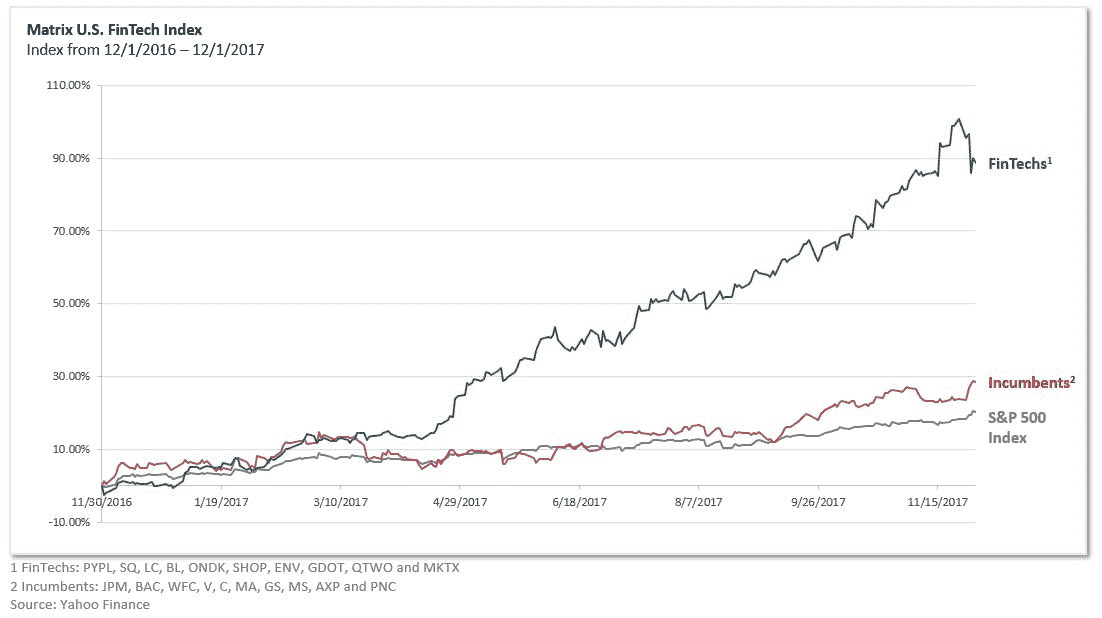 Matrix U.S. FinTech Index
Index from 12/1/2016 – 12/1/2017
110.00%
90.00%
70.00%
50.00%
30.00%
10.00%
-10.00%
11/30/2016
1/19/2017
3/10/2017
4/29/2017
6/18/2017
8/7/2017
9/26/2017
11/15/2017
FinTechs1
Incumbents2
S&P 500
Index
1 FinTechs: PYPL, SQ, LC, BL, ONDK, SHOP, ENV, GDOT, QTWO and MKTX
2 Incumbents: JPM, BAC, WFC, V, C, MA, GS, MS, AXP and PNC
Source: Yahoo Finance